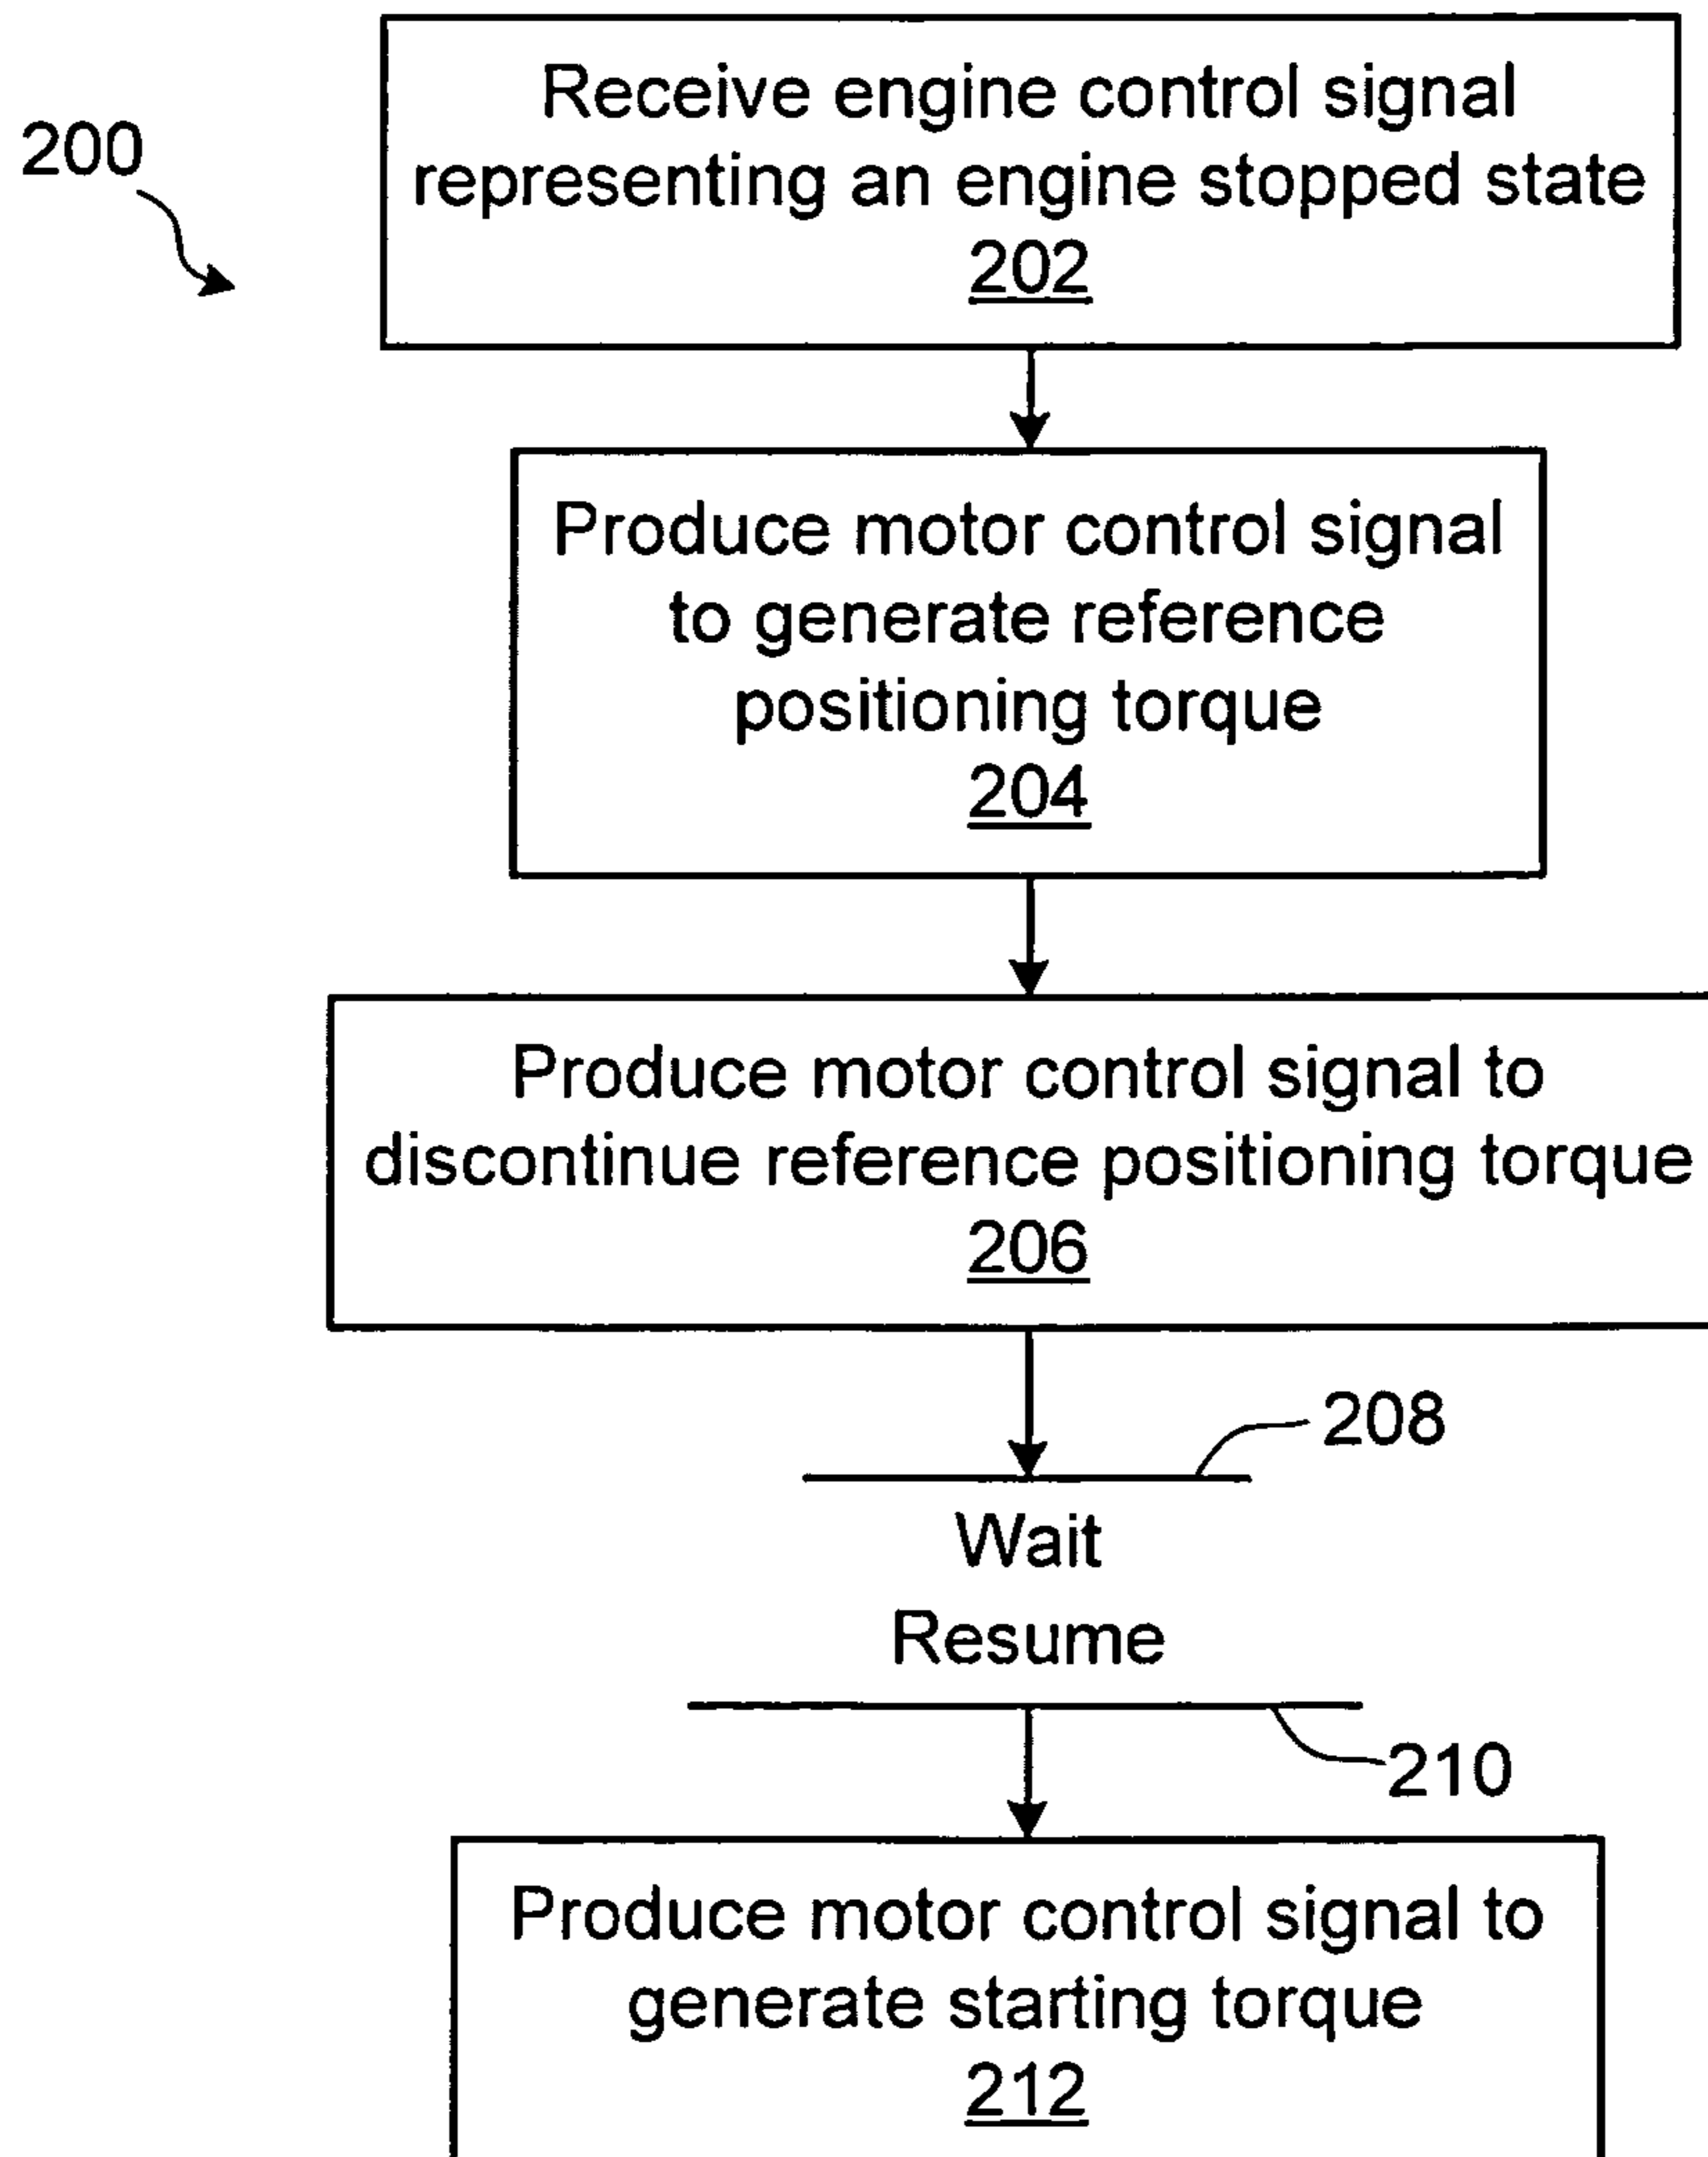 Receive engine control signal
representing an engine stopped state
202
200
Produce motor control signal
to generate reference
positioning torque
204
Produce motor control signal to
discontinue reference positioning torque
206
208
Wait
Resume
210
Produce motor control signal to
generate starting torque
212